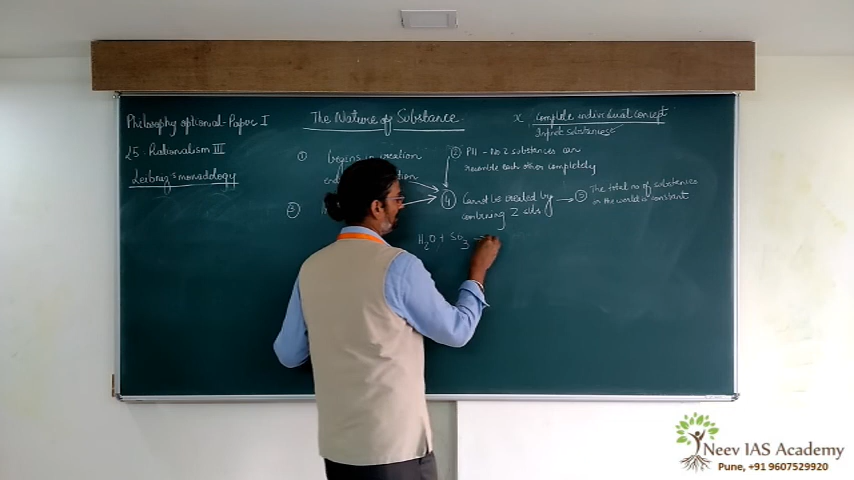 Philosophy optional-Paper I
L5. Rationalism III
Leibniz's monadology
The Nature of Substance
x Complete individual concept
Infinit substances
① begins in creation
② PII - No 2 substances can
resemble each other completely
③
④ Cannot be created by
combining 2 subs
⑤ The total no of substances
in the world is constant
H2O + SO3 →
Neev IAS Academy
Pune, +91 9607529920